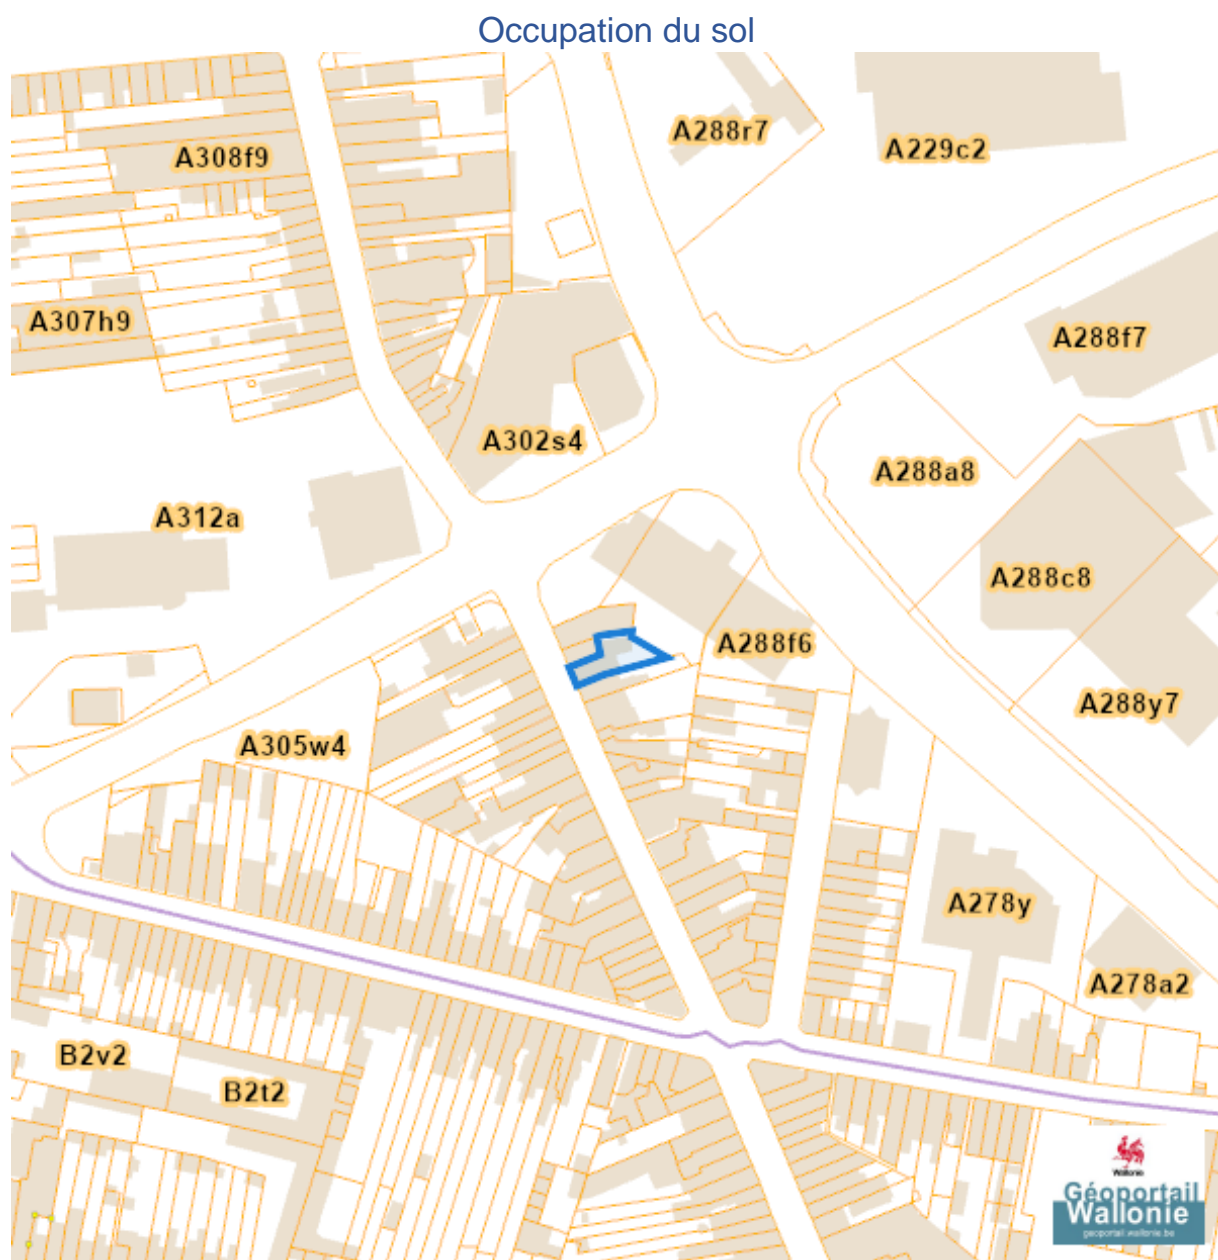 Occupation du sol
A288r7
A229c2
A308f9
A307h9
A288f7
A302s4
A288a8
A312a
A288c8
A288f6
A288y7
A305w4
A278y
A278a2
B2v2
B2t2
Wallonie
Géoportail
Wallonie
geoportail.wallonie.be